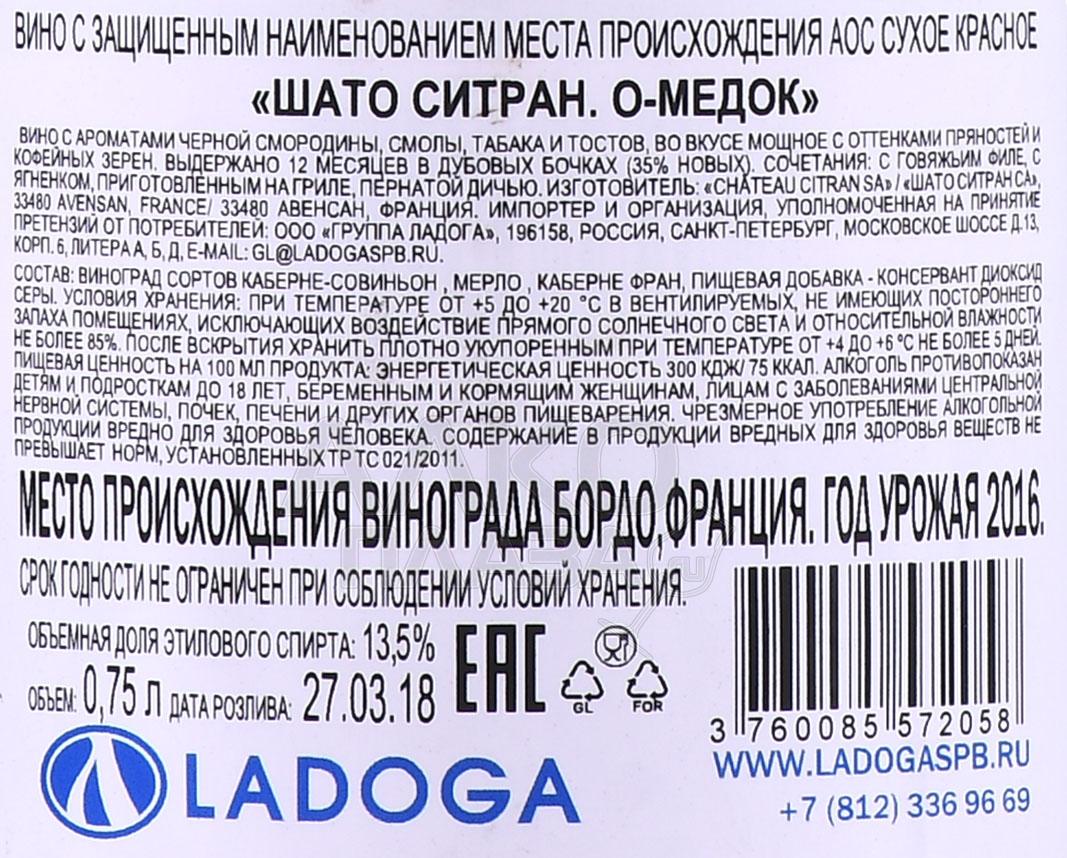 ВИНО С ЗАЩИЩЕННЫМ НАИМЕНОВАНИЕМ МЕСТА ПРОИСХОЖДЕНИЯ АОС СУХОЕ КРАСНОЕ
«ШАТО СИТРАН. О-МЕДОК»
ВИНО С АРОМАТАМИ ЧЕРНОЙ СМОРОДИНЫ, СМОЛЫ, ТАБАКА И ТОСТОВ, ВО ВКУСЕ МОЩНОЕ С ОТТЕНКАМИ ПРЯНОСТЕЙ И
КОФЕЙНЫХ ЗЕРЕН. ВЫДЕРЖАНО 12 МЕСЯЦЕВ В ДУБОВЫХ БОЧКАХ (35% НОВЫХ). СОЧЕТАНИЯ: С ГОВЯЖЬИМ ФИЛЕ, С
ЯГНЕНКОМ, ПРИГОТОВЛЕННЫМ НА ГРИЛЕ, ПЕРНАТОЙ ДИЧЬЮ. ИЗГОТОВИТЕЛЬ: «CHÂTEAU CITRAN SA» / «ШАТО СИТРАН СА»,
33480 AVENSAN, FRANCE/ 33480 АВЕНСАН, ФРАНЦИЯ. ИМПОРТЕР И ОРГАНИЗАЦИЯ, УПОЛНОМОЧЕННАЯ НА ПРИНЯТИЕ
ПРЕТЕНЗИЙ ОТ ПОТРЕБИТЕЛЕЙ: ООО «ГРУППА ЛАДОГА», 196158, РОССИЯ, САНКТ-ПЕТЕРБУРГ, МОСКОВСКОЕ ШОССЕ Д.13,
КОРП. 6, ЛИТЕРА А, Б, Д, E-MAIL: GL@LADOGASPB.RU.
СОСТАВ: ВИНОГРАД СОРТОВ КАБЕРНЕ-СОВИНЬОН , МЕРЛО , КАБЕРНЕ ФРАН, ПИЩЕВАЯ ДОБАВКА - КОНСЕРВАНТ ДИОКСИД
СЕРЫ. УСЛОВИЯ ХРАНЕНИЯ: ПРИ ТЕМПЕРАТУРЕ ОТ +5 ДО +20 °С В ВЕНТИЛИРУЕМЫХ, НЕ ИМЕЮЩИХ ПОСТОРОННЕГО
ЗАПАХА ПОМЕЩЕНИЯХ, ИСКЛЮЧАЮЩИХ ВОЗДЕЙСТВИЕ ПРЯМОГО СОЛНЕЧНОГО СВЕТА И ОТНОСИТЕЛЬНОЙ ВЛАЖНОСТИ
НЕ БОЛЕЕ 85%. ПОСЛЕ ВСКРЫТИЯ ХРАНИТЬ ПЛОТНО УКУПОРЕННЫМ ПРИ ТЕМПЕРАТУРЕ ОТ +4 ДО +6 °С НЕ БОЛЕЕ 5 ДНЕЙ.
ПИЩЕВАЯ ЦЕННОСТЬ НА 100 МЛ ПРОДУКТА: ЭНЕРГЕТИЧЕСКАЯ ЦЕННОСТЬ 300 КДЖ/ 75 ККАЛ. АЛКОГОЛЬ ПРОТИВОПОКАЗАН
ДЕТЯМ И ПОДРОСТКАМ ДО 18 ЛЕТ, БЕРЕМЕННЫМ И КОРМЯЩИМ ЖЕНЩИНАМ, ЛИЦАМ С ЗАБОЛЕВАНИЯМИ ЦЕНТРАЛЬНОЙ
НЕРВНОЙ СИСТЕМЫ, ПОЧЕК, ПЕЧЕНИ И ДРУГИХ ОРГАНОВ ПИЩЕВАРЕНИЯ. ЧРЕЗМЕРНОЕ УПОТРЕБЛЕНИЕ АЛКОГОЛЬНОЙ
ПРОДУКЦИИ ВРЕДНО ДЛЯ ЗДОРОВЬЯ ЧЕЛОВЕКА. СОДЕРЖАНИЕ В ПРОДУКЦИИ ВРЕДНЫХ ДЛЯ ЗДОРОВЬЯ ВЕЩЕСТВ НЕ
ПРЕВЫШАЕТ НОРМ, УСТАНОВЛЕННЫХ ТР ТС 021/2011.
МЕСТО ПРОИСХОЖДЕНИЯ ВИНОГРАДА БОРДО, ФРАНЦИЯ. ГОД УРОЖАЯ 2016.
СРОК ГОДНОСТИ НЕ ОГРАНИЧЕН ПРИ СОБЛЮДЕНИИ УСЛОВИЙ ХРАНЕНИЯ.
ОБЪЕМНАЯ ДОЛЯ ЭТИЛОВОГО СПИРТА: 13,5%
ОБЪЕМ: 0,75 Л ДАТА РОЗЛИВА: 27.03.18
EAC
GL FOR
3 760085 572058
LADOGA
WWW.LADOGASPB.RU
+7 (812) 336 96 69
АЛКО
ПЛАЗА
.ru